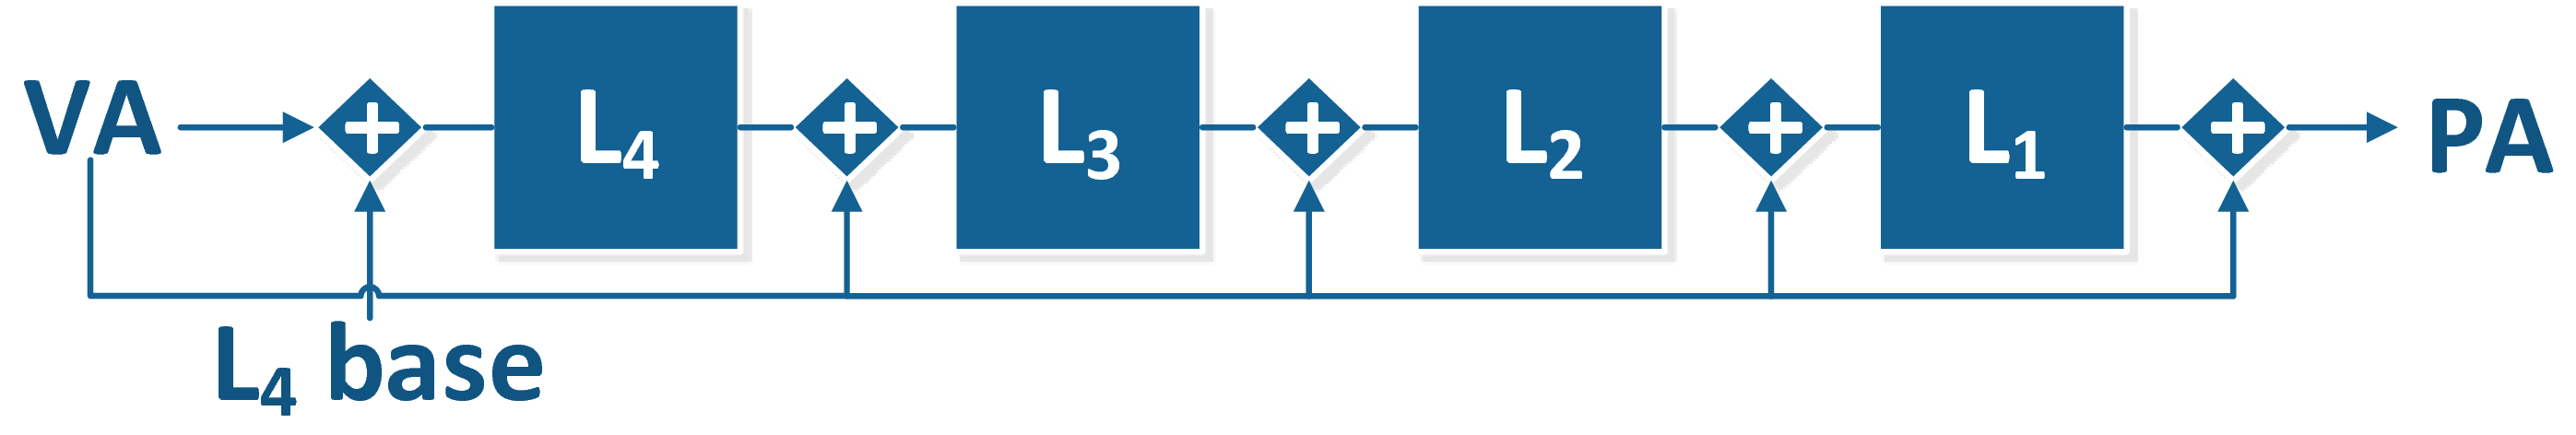 VA + L4 + L3 + L2 + L1 + PA
L4 base